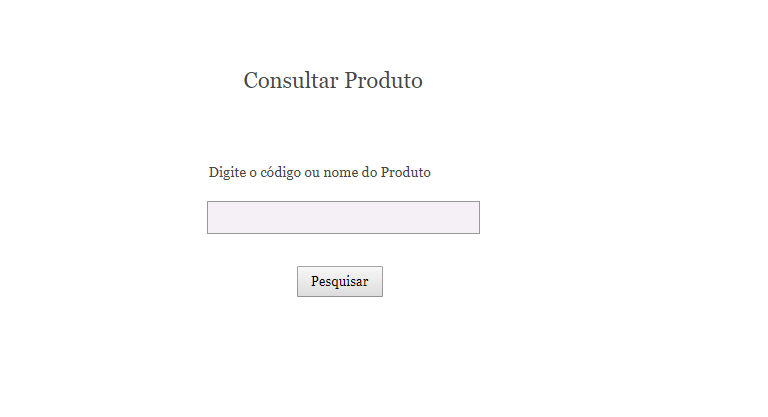 Consultar Produto
Digite o código ou nome do Produto
Pesquisar